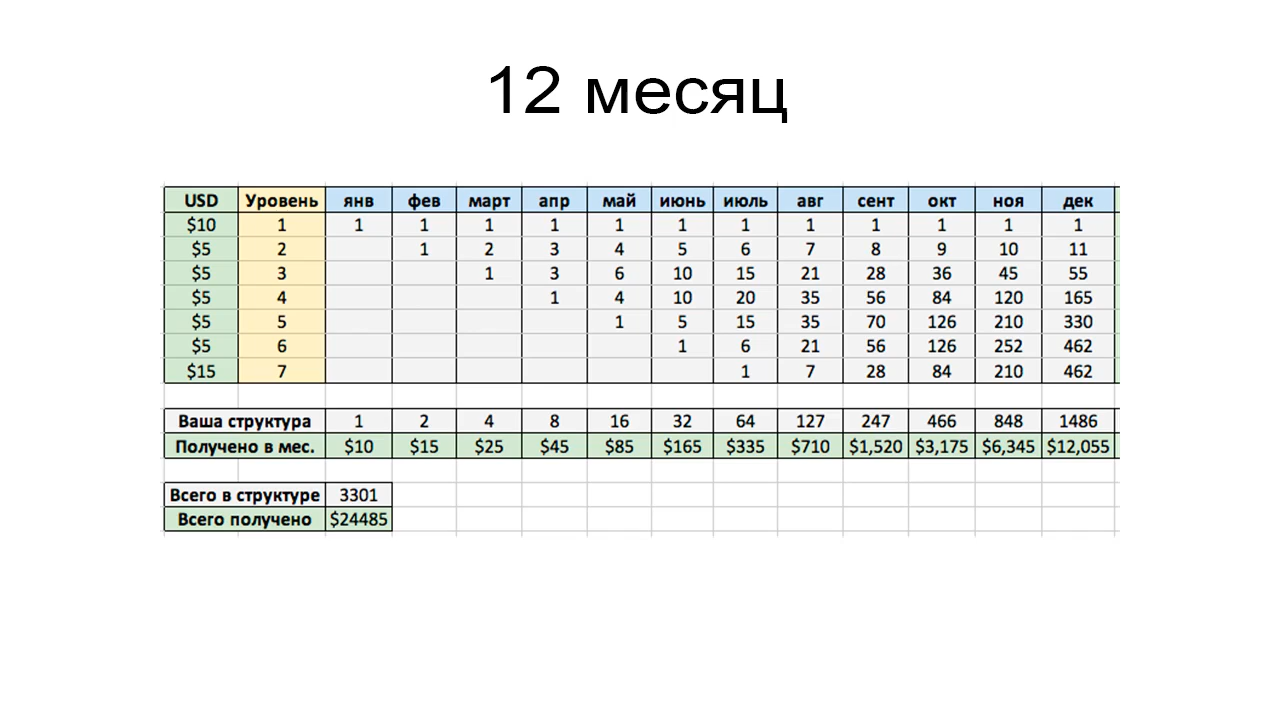 12 месяц
USD Уровень янв фев март апр май июнь июль авг сент окт ноя дек
$10 1 1 1 1 1 1 1 1 1 1 1 1 1
$5 2 1 2 3 4 5 6 7 8 9 10 11
$5 3 1 3 6 10 15 21 28 36 45 55
$5 4 1 4 10 20 35 56 84 120 165
$5 5 1 5 15 35 70 126 210 330
$5 6 1 6 21 56 126 252 462
$15 7 1 7 28 84 210 462
Ваша структура 1 2 4 8 16 32 64 127 247 466 848 1486
Получено в мес. $10 $15 $25 $45 $85 $165 $335 $710 $1,520 $3,175 $6,345 $12,055
Всего в структуре 3301
Всего получено $24485